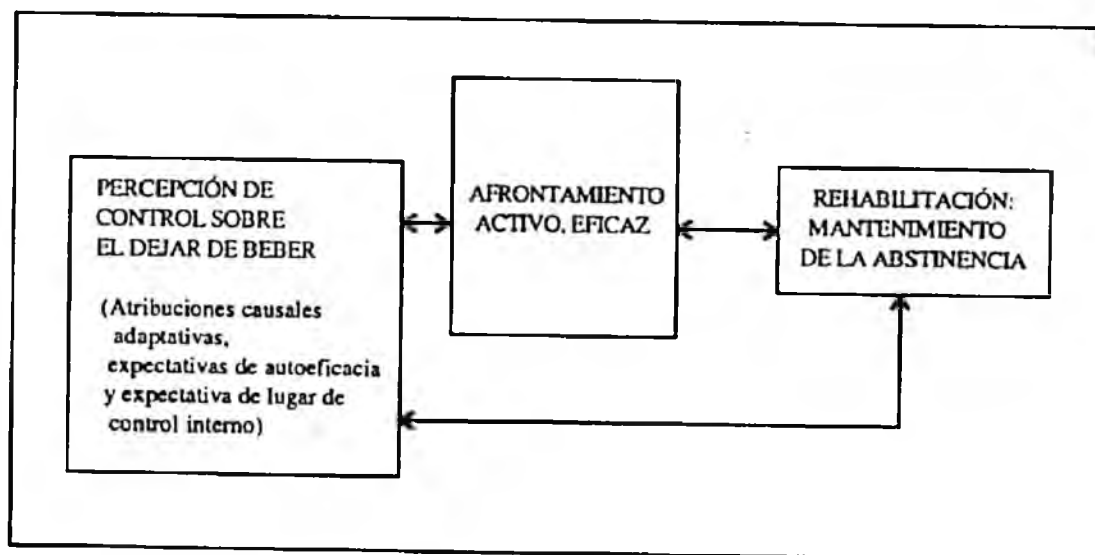 PERCEPCIÓN DE
CONTROL SOBRE
EL DEJAR DE BEBER
(Atribuciones causales
adaptativas,
expectativas de autoeficacia
y expectativa de lugar de
control interno)
AFRONTAMIENTO
ACTIVO, EFICAZ
REHABILITACIÓN:
MANTENIMIENTO
DE LA ABSTINENCIA